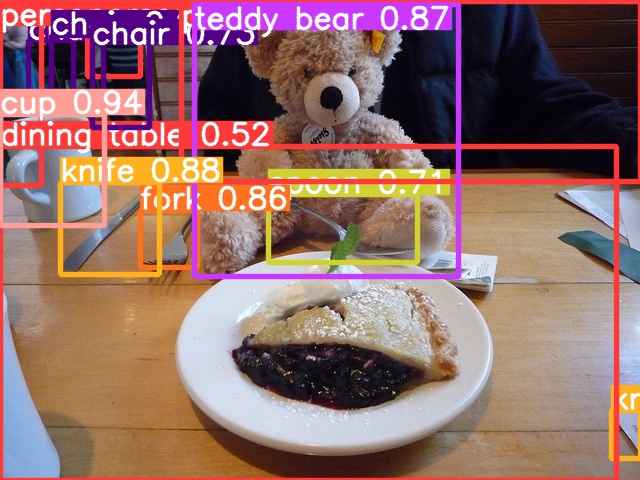 teddy bear 0.87
chair 0.73
cup 0.94
dining table 0.52
knife 0.88
spoon 0.71
fork 0.86
kn